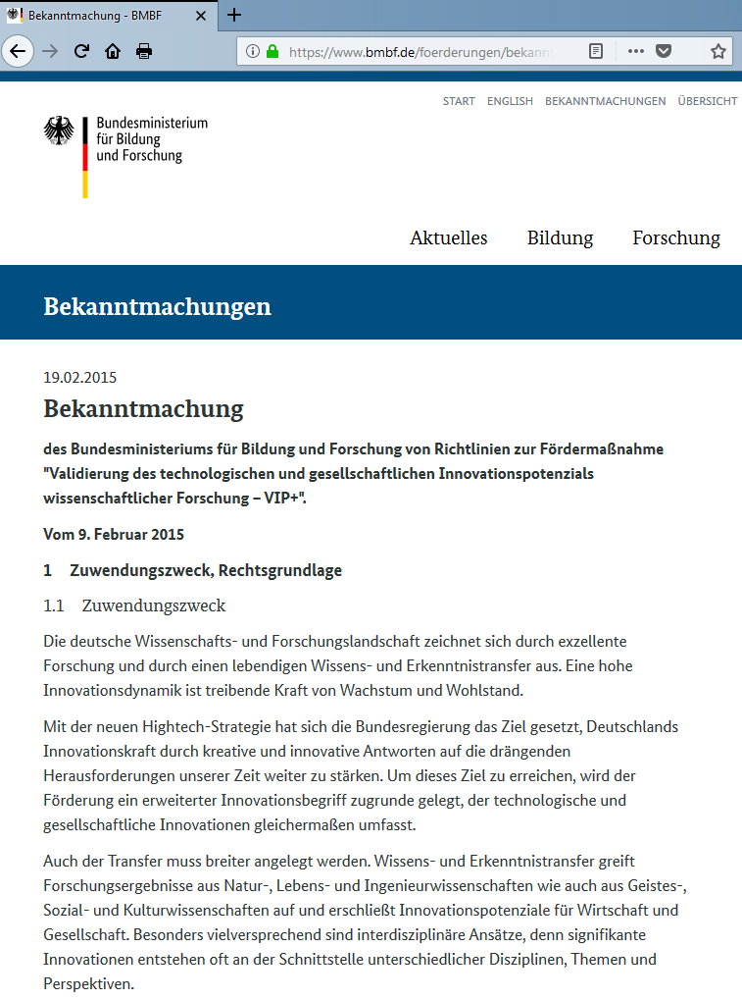 Bekanntmachung - BMBF
https://www.bmbf.de/foerderungen/bekann
START ENGLISH BEKANNTMACHUNGEN ÜBERSICHT
Bundesministerium
für Bildung
und Forschung
Aktuelles Bildung Forschung
Bekanntmachungen
19.02.2015
Bekanntmachung
des Bundesministeriums für Bildung und Forschung von Richtlinien zur Fördermaßnahme
"Validierung des technologischen und gesellschaftlichen Innovationspotenzials
wissenschaftlicher Forschung – VIP+".
Vom 9. Februar 2015
1 Zuwendungszweck, Rechtsgrundlage
1.1 Zuwendungszweck
Die deutsche Wissenschafts- und Forschungslandschaft zeichnet sich durch exzellente
Forschung und durch einen lebendigen Wissens- und Erkenntnistransfer aus. Eine hohe
Innovationsdynamik ist treibende Kraft von Wachstum und Wohlstand.
Mit der neuen Hightech-Strategie hat sich die Bundesregierung das Ziel gesetzt, Deutschlands
Innovationskraft durch kreative und innovative Antworten auf die drängenden
Herausforderungen unserer Zeit weiter zu stärken. Um dieses Ziel zu erreichen, wird der
Förderung ein erweiterter Innovationsbegriff zugrunde gelegt, der technologische und
gesellschaftliche Innovationen gleichermaßen umfasst.
Auch der Transfer muss breiter angelegt werden. Wissens- und Erkenntnistransfer greift
Forschungsergebnisse aus Natur-, Lebens- und Ingenieurwissenschaften wie auch aus Geistes-,
Sozial- und Kulturwissenschaften auf und erschließt Innovationspotenziale für Wirtschaft und
Gesellschaft. Besonders vielversprechend sind interdisziplinäre Ansätze, denn signifikante
Innovationen entstehen oft an der Schnittstelle unterschiedlicher Disziplinen, Themen und
Perspektiven.